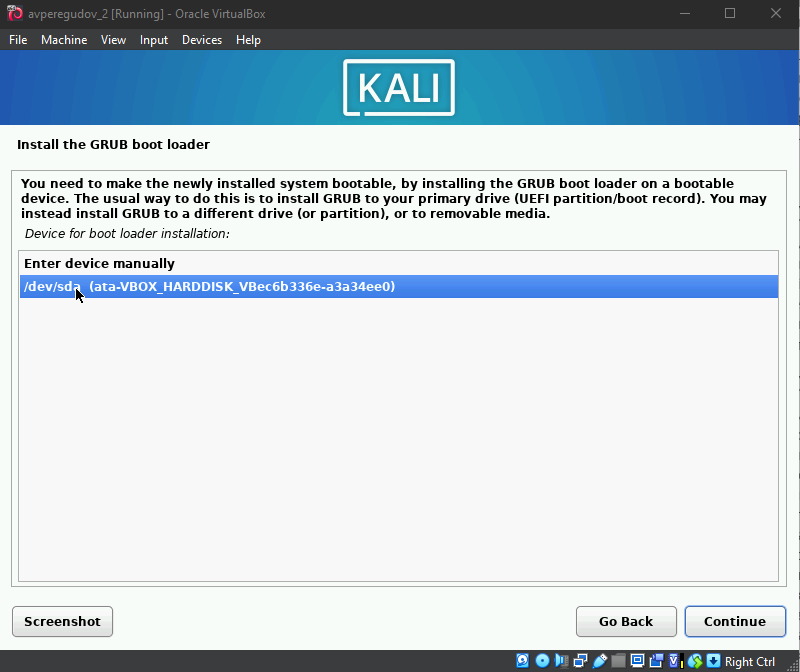 avperegudov_2 [Running] - Oracle VirtualBox
File Machine View Input Devices Help
KALI
Install the GRUB boot loader
You need to make the newly installed system bootable, by installing the GRUB boot loader on a bootable
device. The usual way to do this is to install GRUB to your primary drive (UEFI partition/boot record). You may
instead install GRUB to a different drive (or partition), or to removable media.
Device for boot loader installation:
Enter device manually
/dev/sda (ata-VBOX_HARDDISK_VBec6b336e-a3a34ee0)
Screenshot Go Back Continue
Right Ctrl